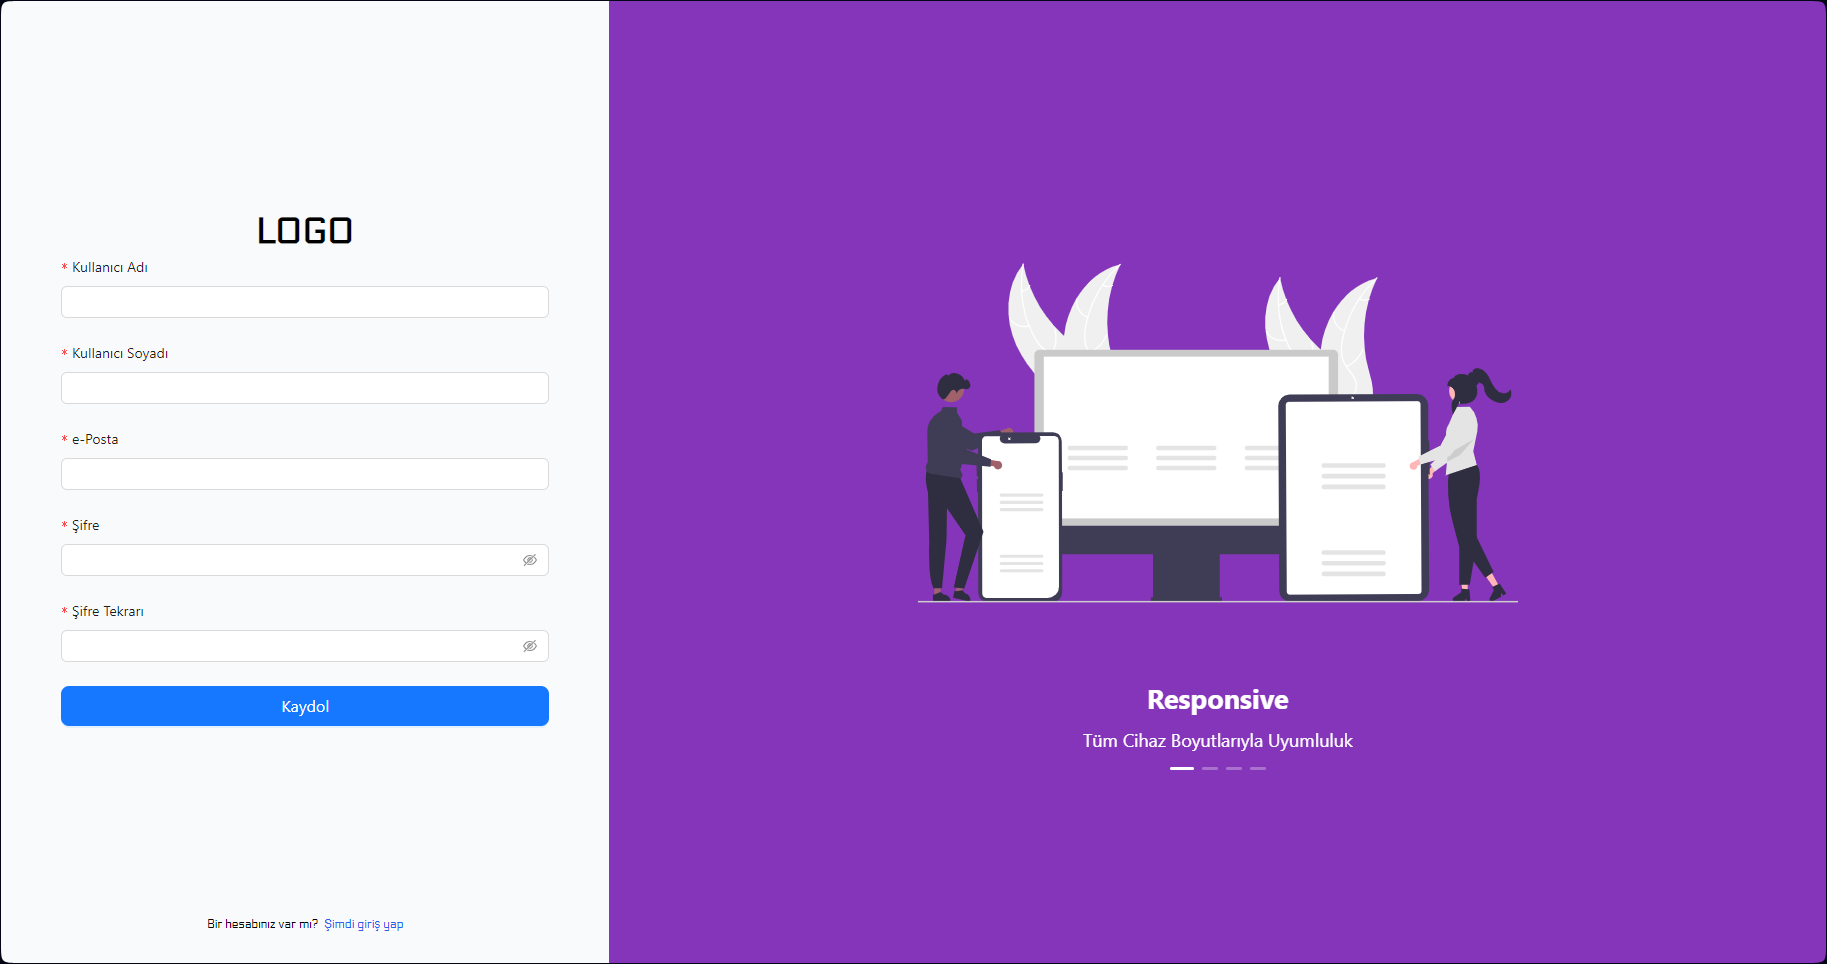 LOGO
* Kullanıcı Adı
* Kullanıcı Soyadı
* e-Posta
* Şifre
* Şifre Tekrarı
Kaydol
Bir hesabınız var mı? Şimdi giriş yap
Responsive
Tüm Cihaz Boyutlarıyla Uyumluluk